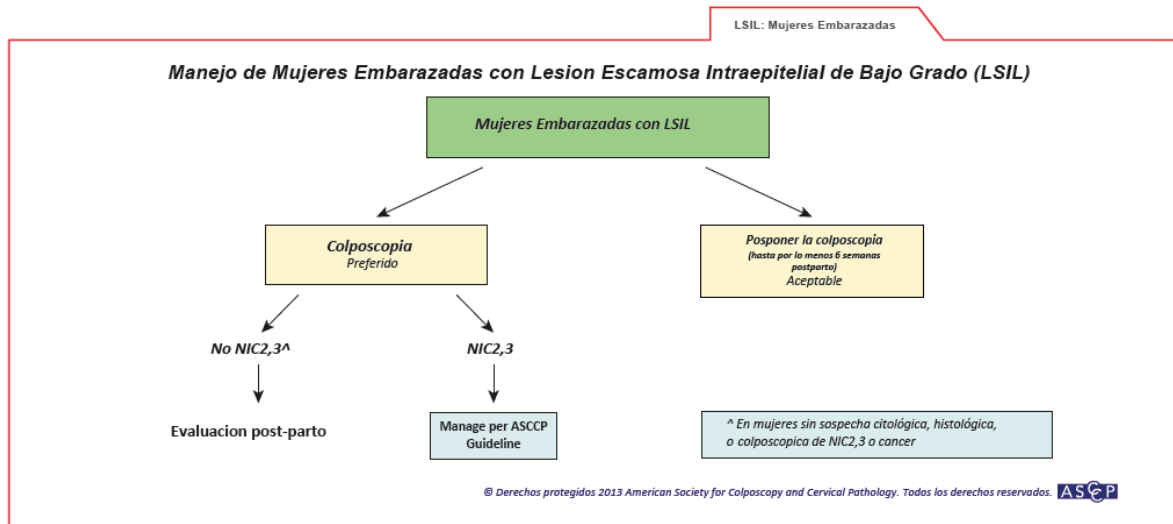 LSIL: Mujeres Embarazadas
Manejo de Mujeres Embarazadas con Lesion Escamosa Intraepitelial de Bajo Grado (LSIL)
Mujeres Embarazadas con LSIL
Colposcopia
Preferido
Posponer la colposcopia
(hasta por lo menos 6 semanas
postparto)
Aceptable
No NIC2,3^
NIC2,3
Evaluacion post-parto
Manage per ASCCP
Guideline
^ En mujeres sin sospecha citológica, histológica,
o colposcopica de NIC2,3 o cancer
© Derechos protegidos 2013 American Society for Colposcopy and Cervical Pathology. Todos los derechos reservados.
ASCCP